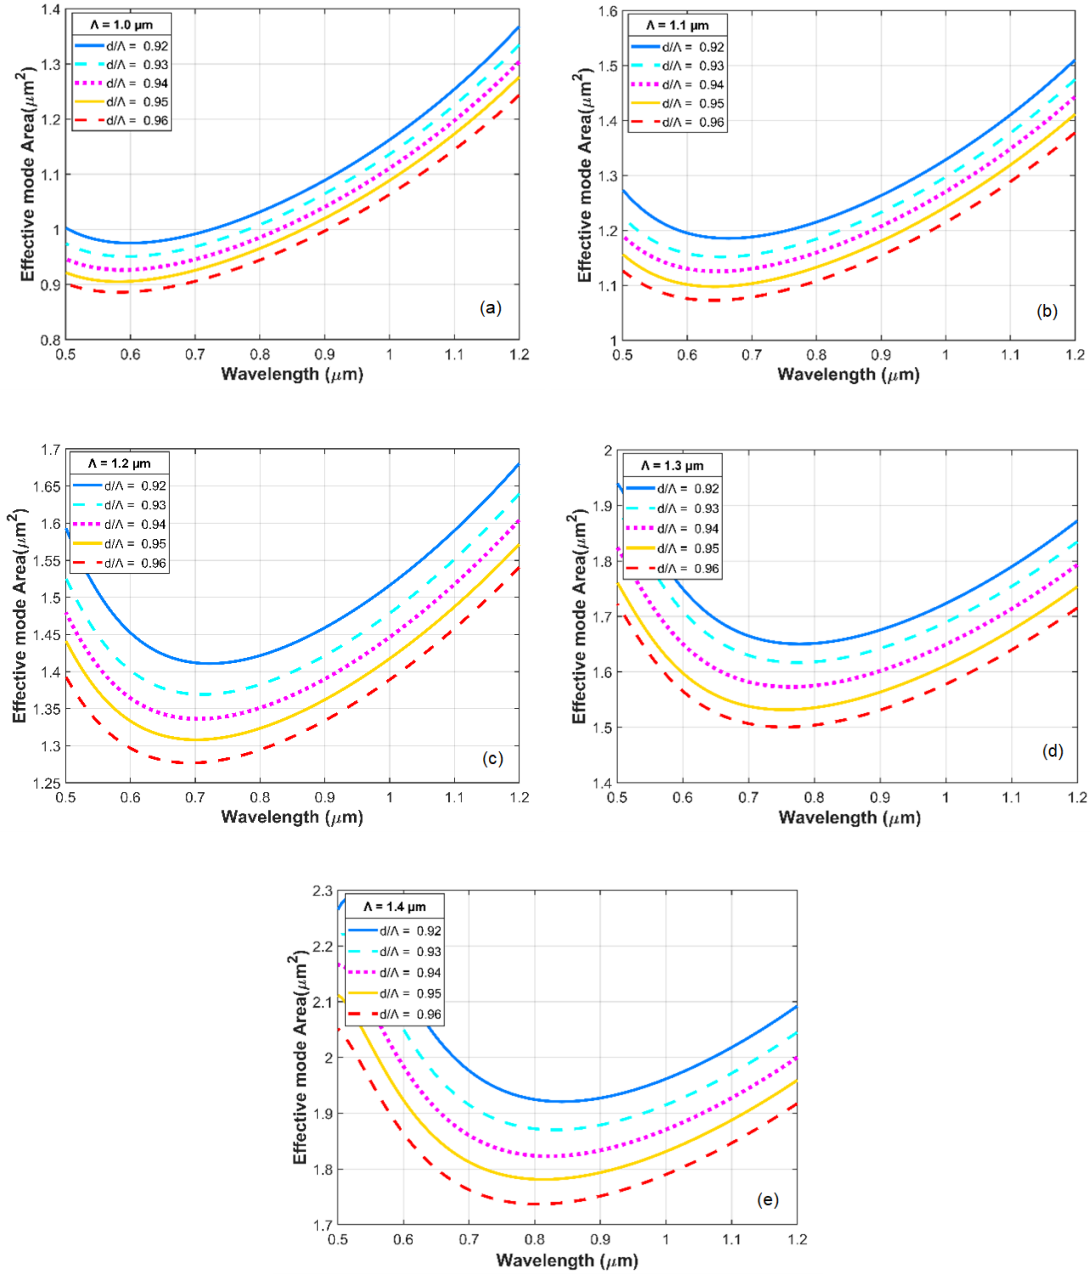 Λ = 1.0 μm
d/Λ = 0.92
d/Λ = 0.93
d/Λ = 0.94
d/Λ = 0.95
d/Λ = 0.96
Effective mode Area(μm²)
1.4
1.3
1.2
1.1
1
0.9
0.8
0.5 0.6 0.7 0.8 0.9 1 1.1 1.2
Wavelength (μm)
(a)
Λ = 1.1 μm
d/Λ = 0.92
d/Λ = 0.93
d/Λ = 0.94
d/Λ = 0.95
d/Λ = 0.96
Effective mode Area(μm²)
1.6
1.5
1.4
1.3
1.2
1.1
1
0.5 0.6 0.7 0.8 0.9 1 1.1 1.2
Wavelength (μm)
(b)
Λ = 1.2 μm
d/Λ = 0.92
d/Λ = 0.93
d/Λ = 0.94
d/Λ = 0.95
d/Λ = 0.96
Effective mode Area(μm²)
1.7
1.65
1.6
1.55
1.5
1.45
1.4
1.35
1.3
1.25
0.5 0.6 0.7 0.8 0.9 1 1.1 1.2
Wavelength (μm)
(c)
Λ = 1.3 μm
d/Λ = 0.92
d/Λ = 0.93
d/Λ = 0.94
d/Λ = 0.95
d/Λ = 0.96
Effective mode Area(μm²)
2
1.9
1.8
1.7
1.6
1.5
1.4
0.5 0.6 0.7 0.8 0.9 1 1.1 1.2
Wavelength (μm)
(d)
Λ = 1.4 μm
d/Λ = 0.92
d/Λ = 0.93
d/Λ = 0.94
d/Λ = 0.95
d/Λ = 0.96
Effective mode Area(μm²)
2.3
2.2
2.1
2
1.9
1.8
1.7
0.5 0.6 0.7 0.8 0.9 1 1.1 1.2
Wavelength (μm)
(e)